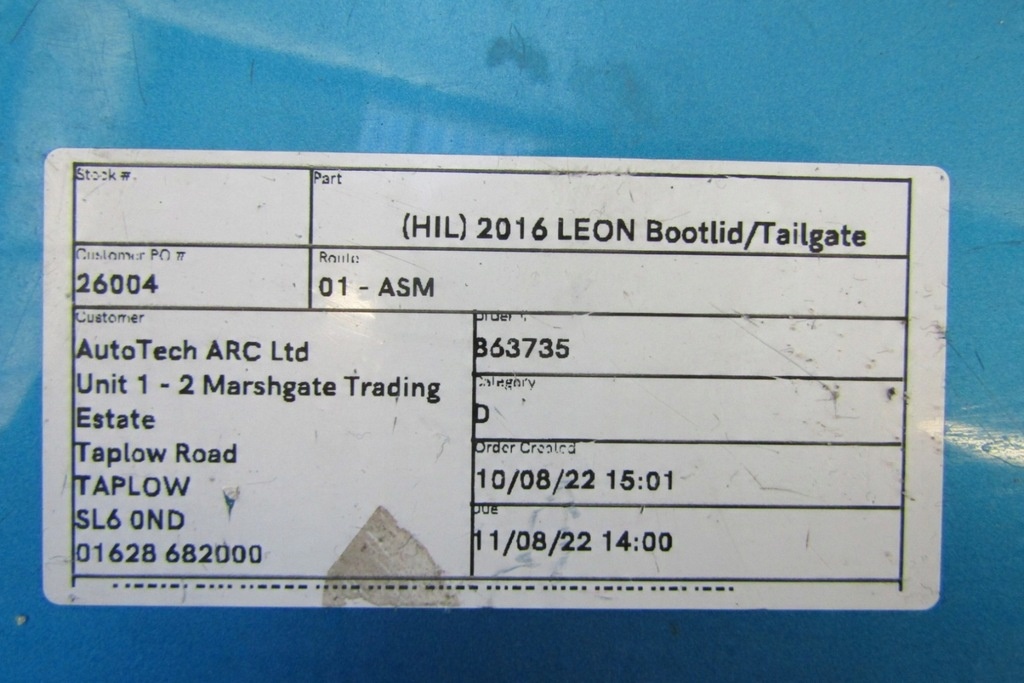 Stock #
Part
(HIL) 2016 LEON Bootlid/Tailgate
Customer PO #
Route
26004
01 - ASM
Customer
Order #
AutoTech ARC Ltd
863735
Unit 1 - 2 Marshgate Trading
Category
Estate
D
Taplow Road
Order Created
TAPLOW
10/08/22 15:01
SL6 0ND
Due
01628 682000
11/08/22 14:00